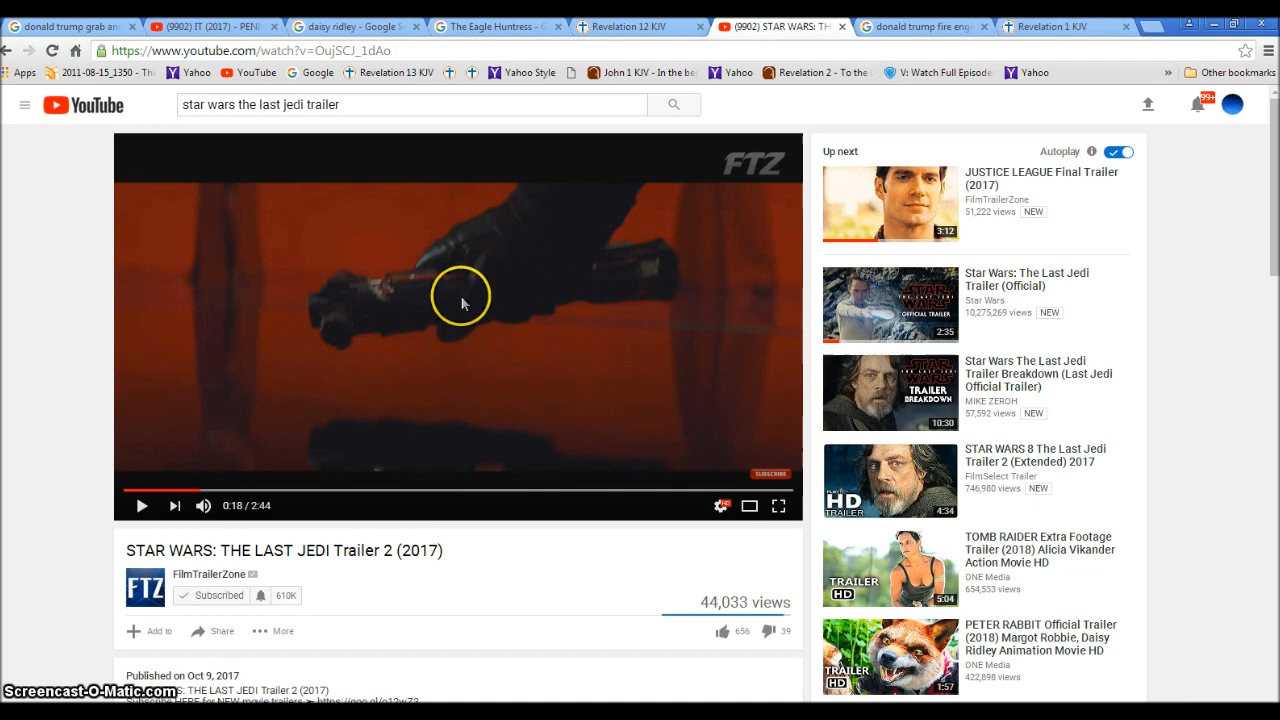 donald trump grab an
(9902) IT (2017) - PENN
daisy ridley - Google S
The Eagle Huntress - G
Revelation 12 KJV
(9902) STAR WARS: TH
donald trump fire eng
Revelation 1 KJV
https://www.youtube.com/watch?v=OujSCJ_1dAo
Apps
2011-08-15_1359
Th
Yahoo
YouTube
Google
Revelation 13 KJV
Yahoo Style
John 1 KJV - In the be
Yahoo
Revelation 2 - To the
V: Watch Full Episode
Yahoo
»
Other bookmarks
YouTube
star wars the last jedi trailer
99+
FTZ
SUBSCRIBE
0:18 / 2:44
HD
STAR WARS: THE LAST JEDI Trailer 2 (2017)
FTZ
FilmTrailerZone
Subscribed
610K
44,033 views
Add to
Share
More
656
39
Published on Oct 9, 2017
WARS: THE LAST JEDI Trailer 2 (2017)
Subscribe HERE for NEW movie trailers
Screencast-O-Matic.com
Up next
Autoplay
3:12
JUSTICE LEAGUE Final Trailer
(2017)
FilmTrailerZone
51,222 views NEW
STAR WARS
THE LAST JEDI
OFFICIAL TRAILER
2:35
Star Wars: The Last Jedi
Trailer (Official)
Star Wars
10,275,269 views NEW
STAR WARS
THE LAST JEDI
TRAILER
BREAKDOWN
10:30
Star Wars The Last Jedi
Trailer Breakdown (Last Jedi
Official Trailer)
MIKE ZEROH
57,592 views NEW
HD
TRAILER
4:34
STAR WARS 8 The Last Jedi
Trailer 2 (Extended) 2017
FilmSelect Trailer
746,980 views NEW
TRAILER
HD
5:04
TOMB RAIDER Extra Footage
Trailer (2018) Alicia Vikander
Action Movie HD
ONE Media
654,533 views
TRAILER
HD
1:57
PETER RABBIT Official Trailer
(2018) Margot Robbie, Daisy
Ridley Animation Movie HD
ONE Media
422,898 views